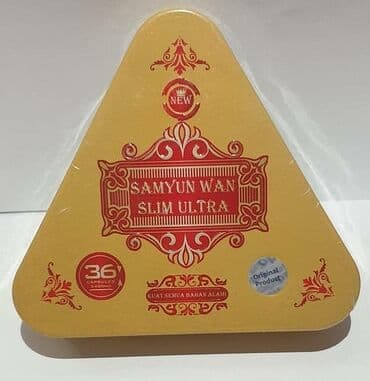 NEW
SAMYUN WAN
SLIM ULTRA
36
CAPSULES
Original
Product
KUAT SEMUA BAHAN ALAMI